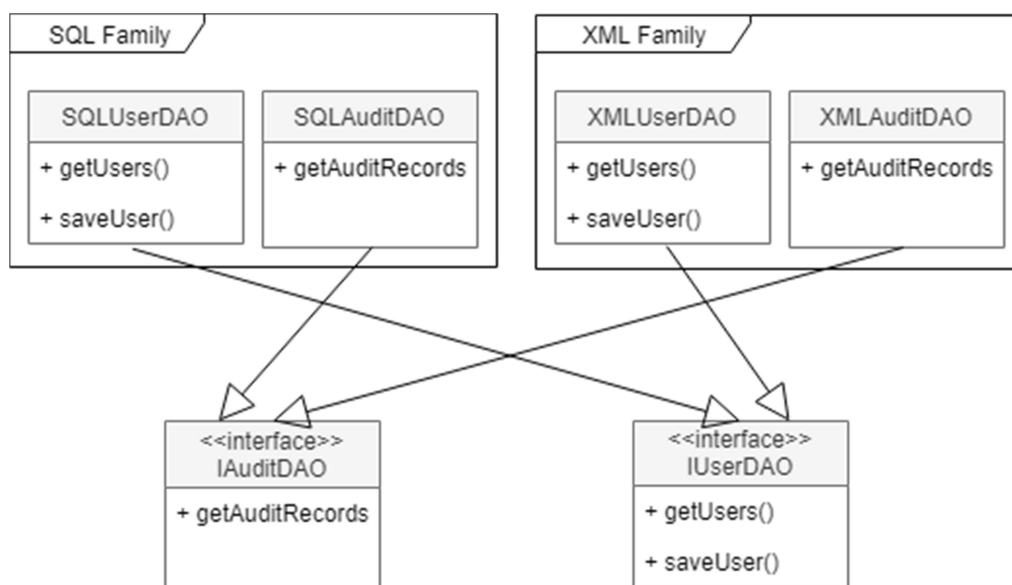 SQL Family
SQLUserDAO
+ getUsers()
+ saveUser()
SQLAuditDAO
+ getAuditRecords
XML Family
XMLUserDAO
+ getUsers()
+ saveUser()
XMLAuditDAO
+ getAuditRecords
<<interface>>
IAuditDAO
+ getAuditRecords
<<interface>>
IUserDAO
+ getUsers()
+ saveUser()